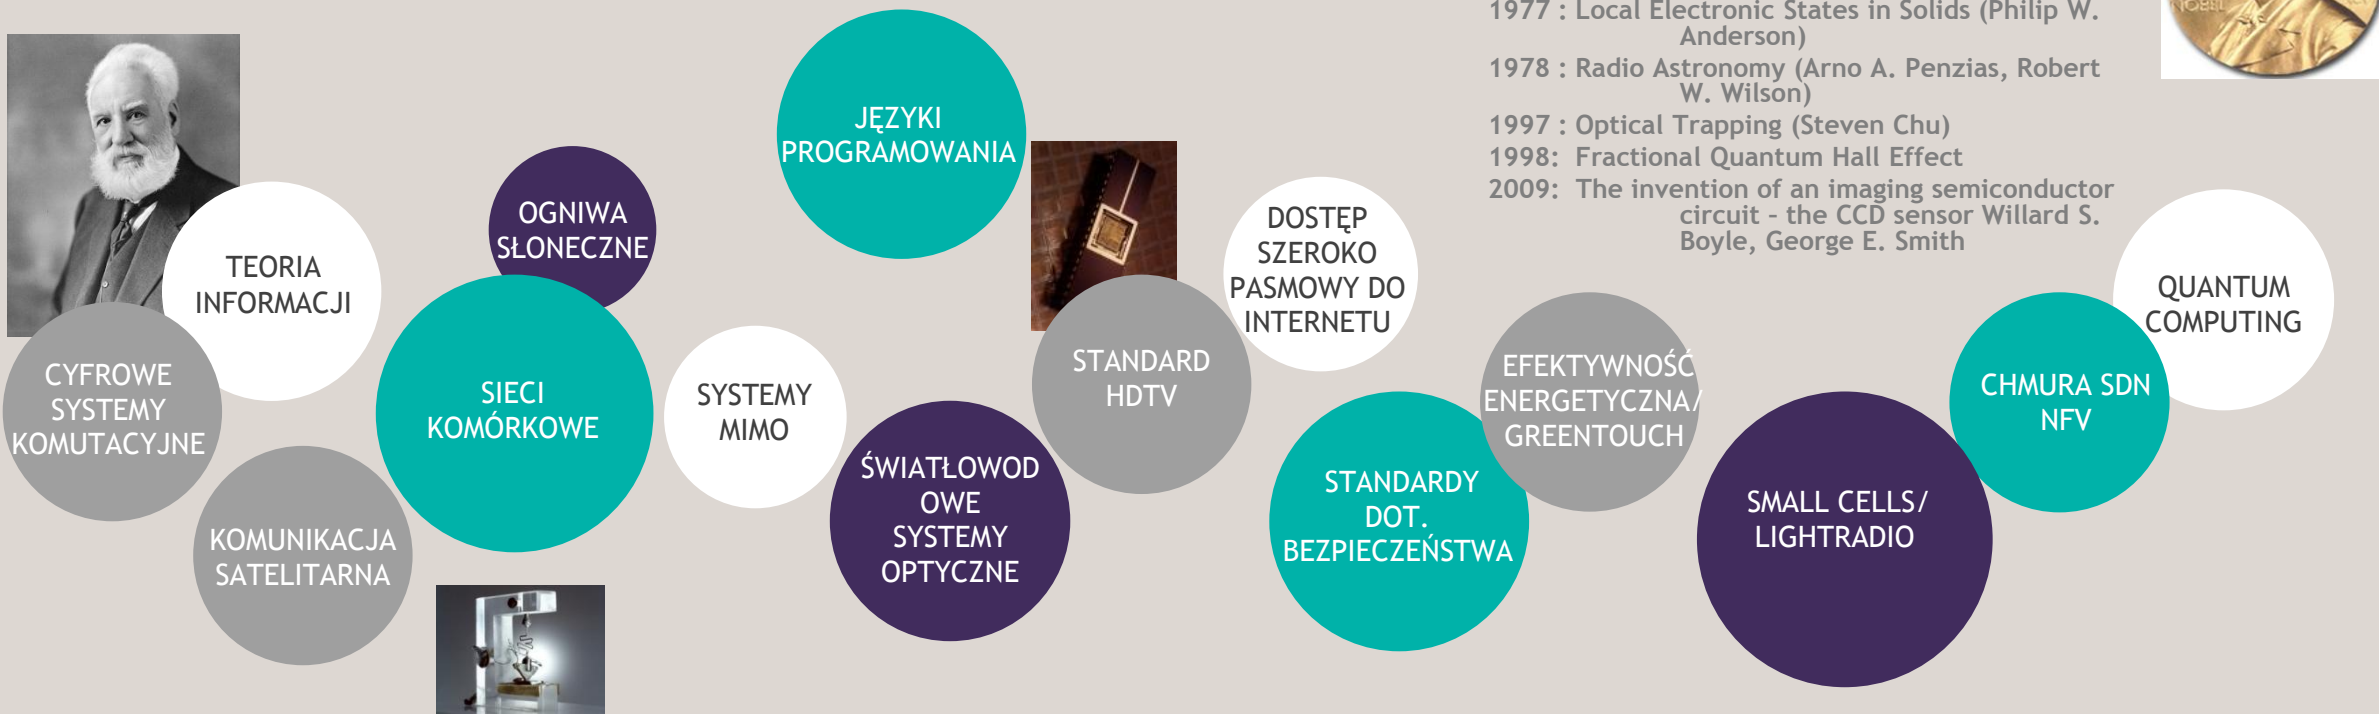 1977 : Local Electronic States in Solids (Philip W.
Anderson)
1978 : Radio Astronomy (Arno A. Penzias, Robert
W. Wilson)
1997 : Optical Trapping (Steven Chu)
1998: Fractional Quantum Hall Effect
2009: The invention of an imaging semiconductor
circuit - the CCD sensor Willard S.
Boyle, George E. Smith
NOBEL
JĘZYKI
PROGRAMOWANIA
OGNIWA
SŁONECZNE
TEORIA
INFORMACJI
DOSTĘP
SZEROKO
PASMOWY DO
INTERNETU
QUANTUM
COMPUTING
CYFROWE
SYSTEMY
KOMUTACYJNE
SIECI
KOMÓRKOWE
SYSTEMY
MIMO
STANDARD
HDTV
EFEKTYWNOŚĆ
ENERGETYCZNA/
GREENTOUCH
CHMURA SDN
NFV
KOMUNIKACJA
SATELITARNA
ŚWIATŁOWOD
OWE
SYSTEMY
OPTYCZNE
STANDARDY
DOT.
BEZPIECZEŃSTWA
SMALL CELLS/
LIGHTRADIO